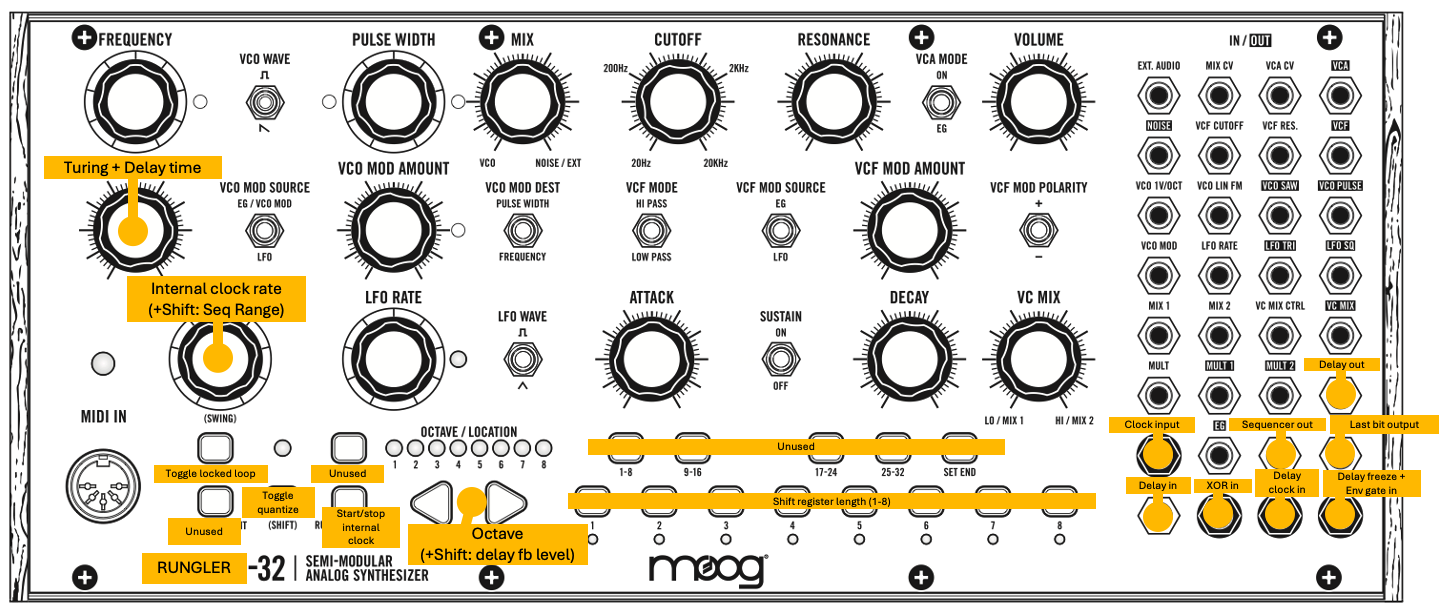 FREQUENCY
PULSE WIDTH
MIX
CUTOFF
RESONANCE
VOLUME
IN / OUT
VCO WAVE
200Hz
2KHz
VCA MODE
ON
EG
VCO
NOISE / EXT
20Hz
20KHz
EXT. AUDIO
MIX CV
VCA CV
VCA
NOISE
VCF CUTOFF
VCF RES.
VCF
Turing + Delay time
VCO MOD SOURCE
EG / VCO MOD
LFO
VCO MOD AMOUNT
VCO MOD DEST
PULSE WIDTH
FREQUENCY
VCF MODE
HI PASS
LOW PASS
VCF MOD SOURCE
EG
LFO
VCF MOD AMOUNT
VCF MOD POLARITY
+
–
VCO 1V/OCT
VCO LIN FM
VCO SAW
VCO PULSE
VCO MOD
LFO RATE
LFO TRI
LFO SQ
Internal clock rate
(+Shift: Seq Range)
LFO RATE
LFO WAVE
ATTACK
SUSTAIN
ON
OFF
DECAY
VC MIX
LO / MIX 1
HI / MIX 2
MIX 1
MIX 2
VC MIX CTRL
VC MIX
MULT
MULT 1
MULT 2
Delay out
MIDI IN
(SWING)
OCTAVE / LOCATION
1 2 3 4 5 6 7 8
Unused
1-8
9-16
17-24
25-32
SET END
Clock input
EG
Sequencer out
Last bit output
Toggle locked loop
Unused
Toggle
quantize
(SHIFT)
Unused
Start/stop
internal
clock
Shift register length (1-8)
1 2 3 4 5 6 7 8
Delay in
XOR in
Delay
clock in
Delay freeze +
Env gate in
Octave
(+Shift: delay fb level)
RUNGLER -32
SEMI-MODULAR
ANALOG SYNTHESIZER
moog